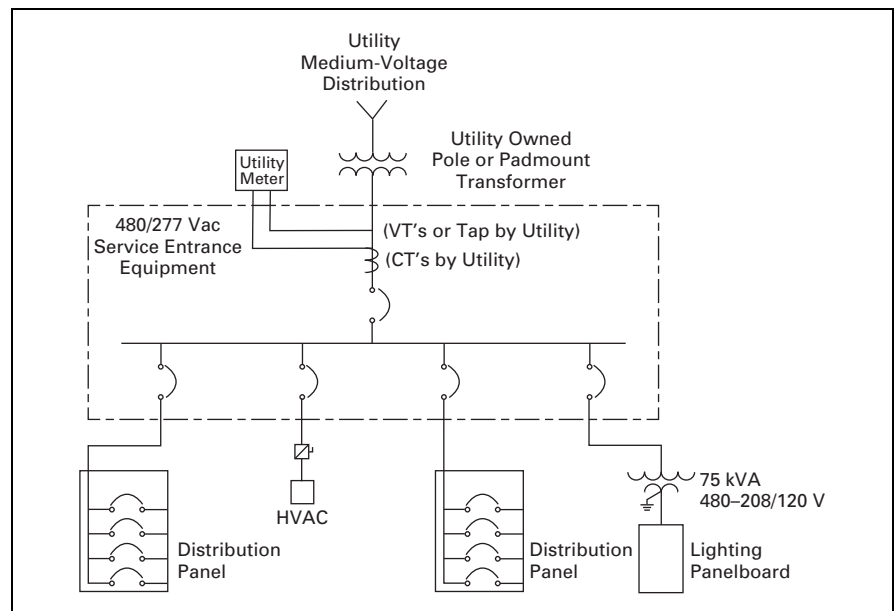 Utility
Medium-Voltage
Distribution
Utility Owned
Pole or Padmount
Transformer
Utility
Meter
480/277 Vac
Service Entrance
Equipment
(VT's or Tap by Utility)
(CT's by Utility)
75 kVA
480–208/120 V
HVAC
Distribution
Panel
Distribution
Panel
Lighting
Panelboard